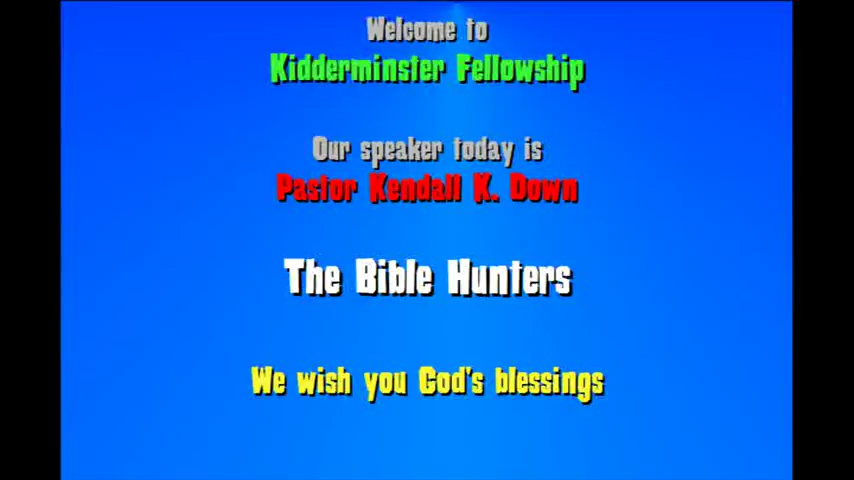 Welcome to
Kidderminster Fellowship
Our speaker today is
Pastor Kendall K. Down
The Bible Hunters
We wish you God's blessings